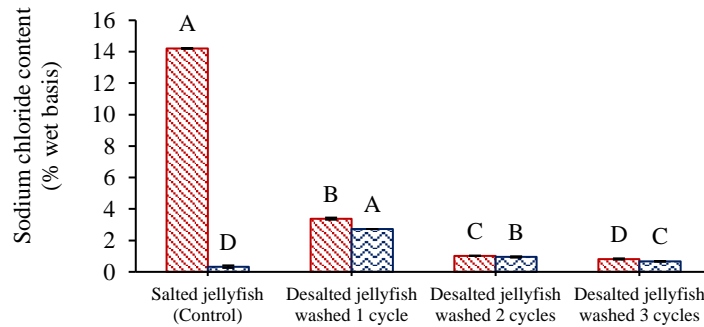 Sodium chloride content
(% wet basis)
16
14
12
10
8
6
4
2
0
A
D
B
A
C
B
D
C
Salted jellyfish
(Control)
Desalted jellyfish
washed 1 cycle
Desalted jellyfish
washed 2 cycles
Desalted jellyfish
washed 3 cycles